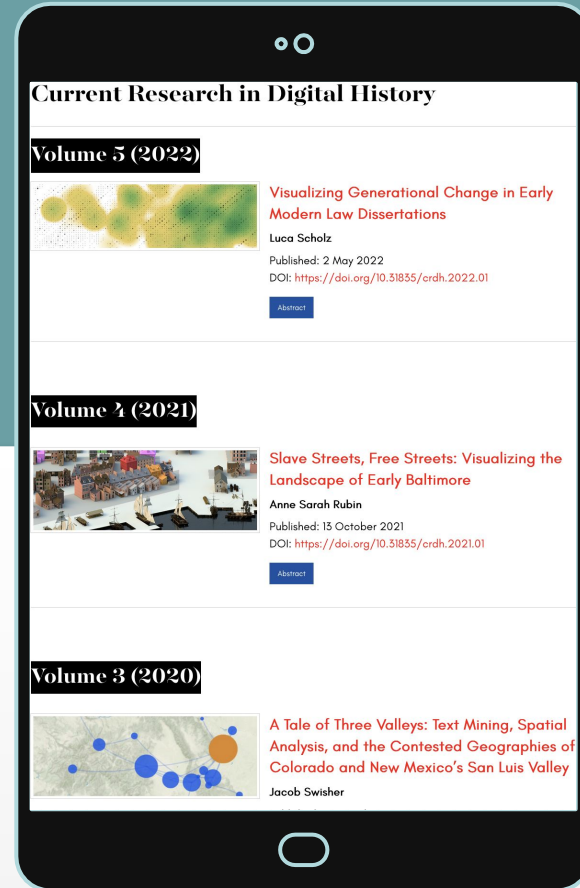 Current Research in Digital History
Volume 5 (2022)
Visualizing Generational Change in Early
Modern Law Dissertations
Luca Scholz
Published: 2 May 2022
DOI: https://doi.org/10.31835/crdh.2022.01
Abstract
Volume 4 (2021)
Slave Streets, Free Streets: Visualizing the
Landscape of Early Baltimore
Anne Sarah Rubin
Published: 13 October 2021
DOI: https://doi.org/10.31835/crdh.2021.01
Abstract
Volume 3 (2020)
A Tale of Three Valleys: Text Mining, Spatial
Analysis, and the Contested Geographies of
Colorado and New Mexico’s San Luis Valley
Jacob Swisher